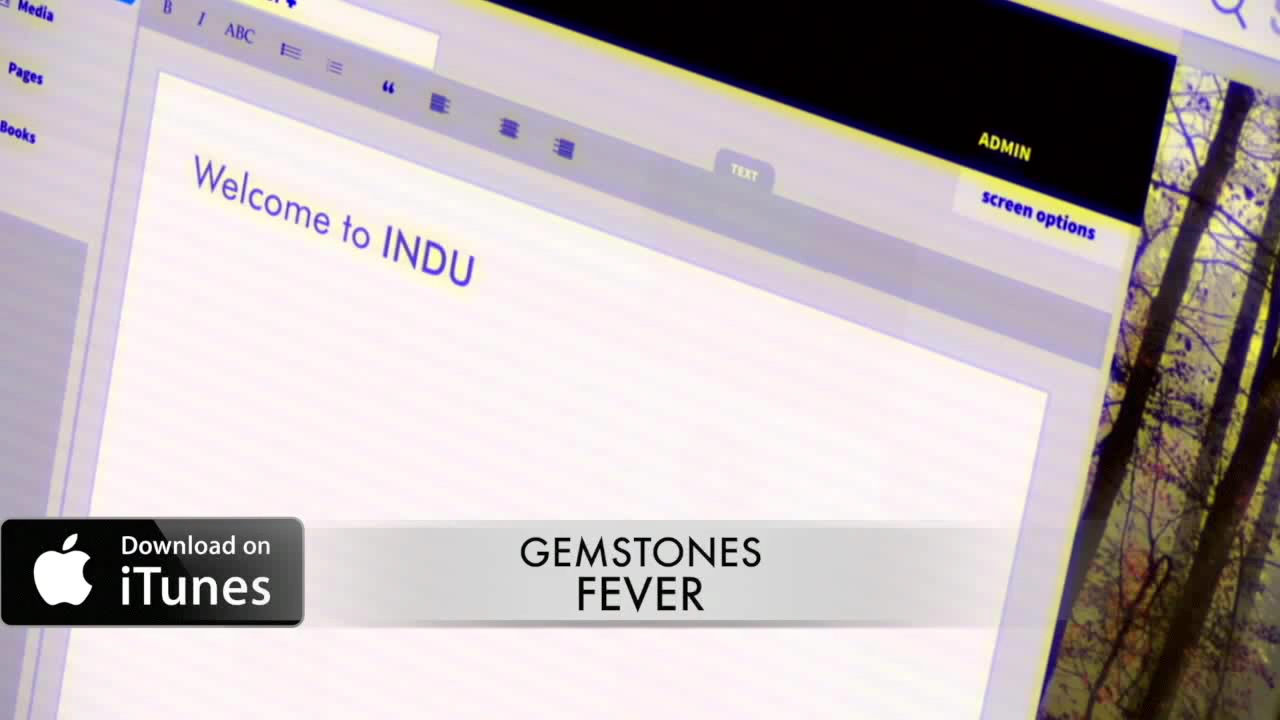 Media
B I ABC
Pages
Books
“
ADMIN
TEXT
screen options
Welcome to INDU
Download on
iTunes
GEMSTONES
FEVER